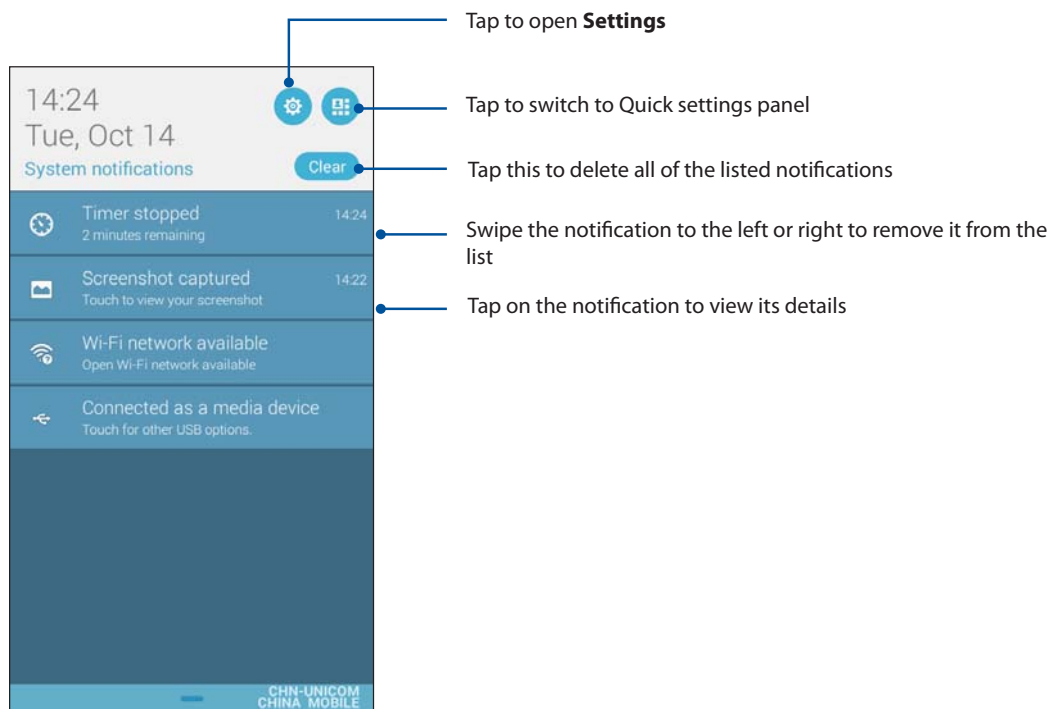 Tap to open Settings
14:24
Tue, Oct 14
Tap to switch to Quick settings panel
System notifications
Clear
Tap this to delete all of the listed notifications
Timer stopped 14:24
2 minutes remaining
Swipe the notification to the left or right to remove it from the
list
Screenshot captured 14:22
Touch to view your screenshot
Tap on the notification to view its details
Wi-Fi network available
Open Wi-Fi network available
Connected as a media device
Touch for other USB options.
CHN-UNICOM
CHINA MOBILE